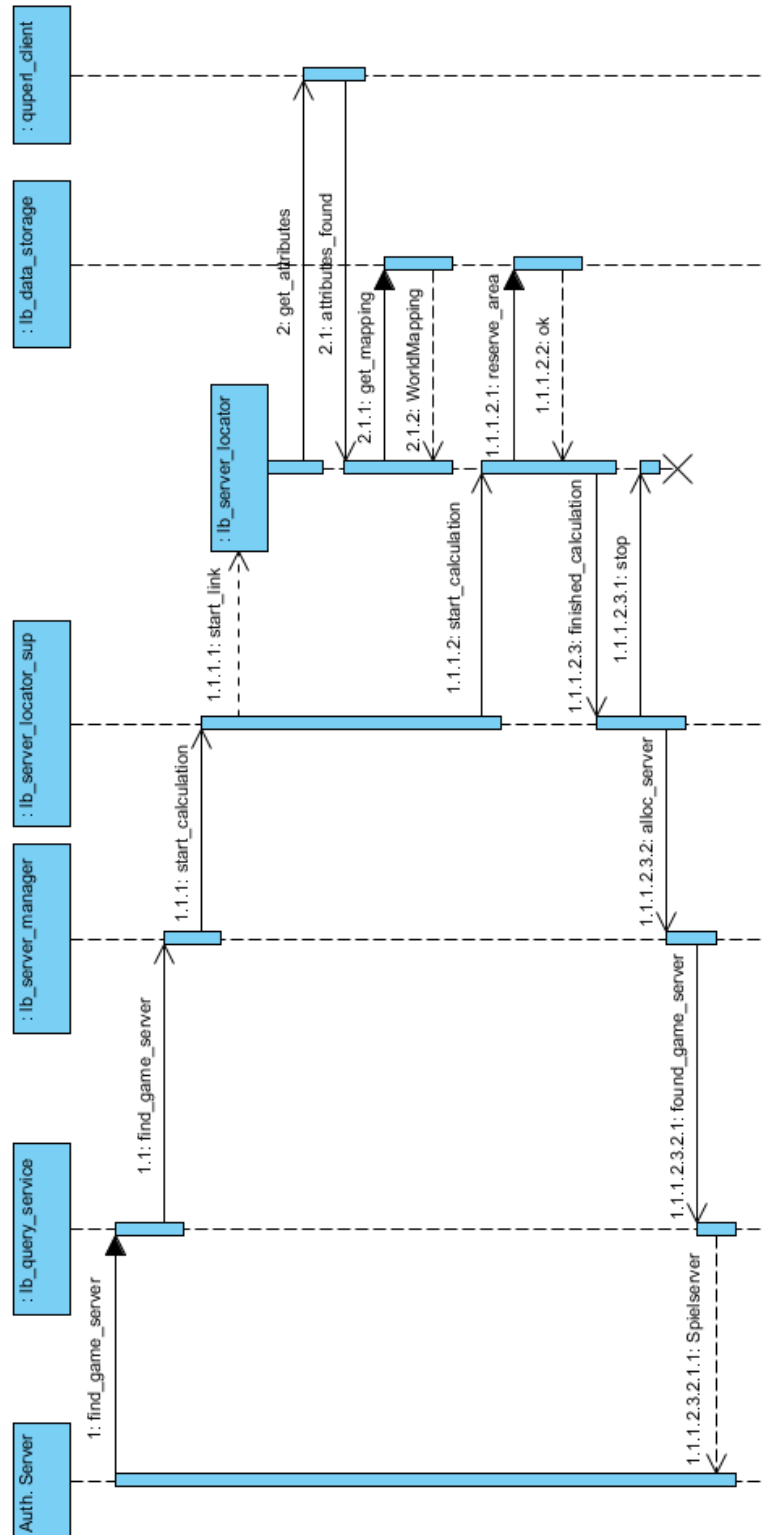 Auth. Server
: lb_query_service
: lb_server_manager
: lb_server_locator_sup
: lb_data_storage
: quperl_client
1: find_game_server
1.1: find_game_server
1.1.1: start_calculation
1.1.1.1: start_link
: lb_server_locator
2: get_attributes
2.1: attributes_found
2.1.1: get_mapping
2.1.2: WorldMapping
1.1.1.2: start_calculation
1.1.1.2.1: reserve_area
1.1.1.2.2: ok
1.1.1.2.3: finished_calculation
1.1.1.2.3.1: stop
1.1.1.2.3.2: alloc_server
1.1.1.2.3.2.1: found_game_server
1.1.1.2.3.2.1.1: Spielserver